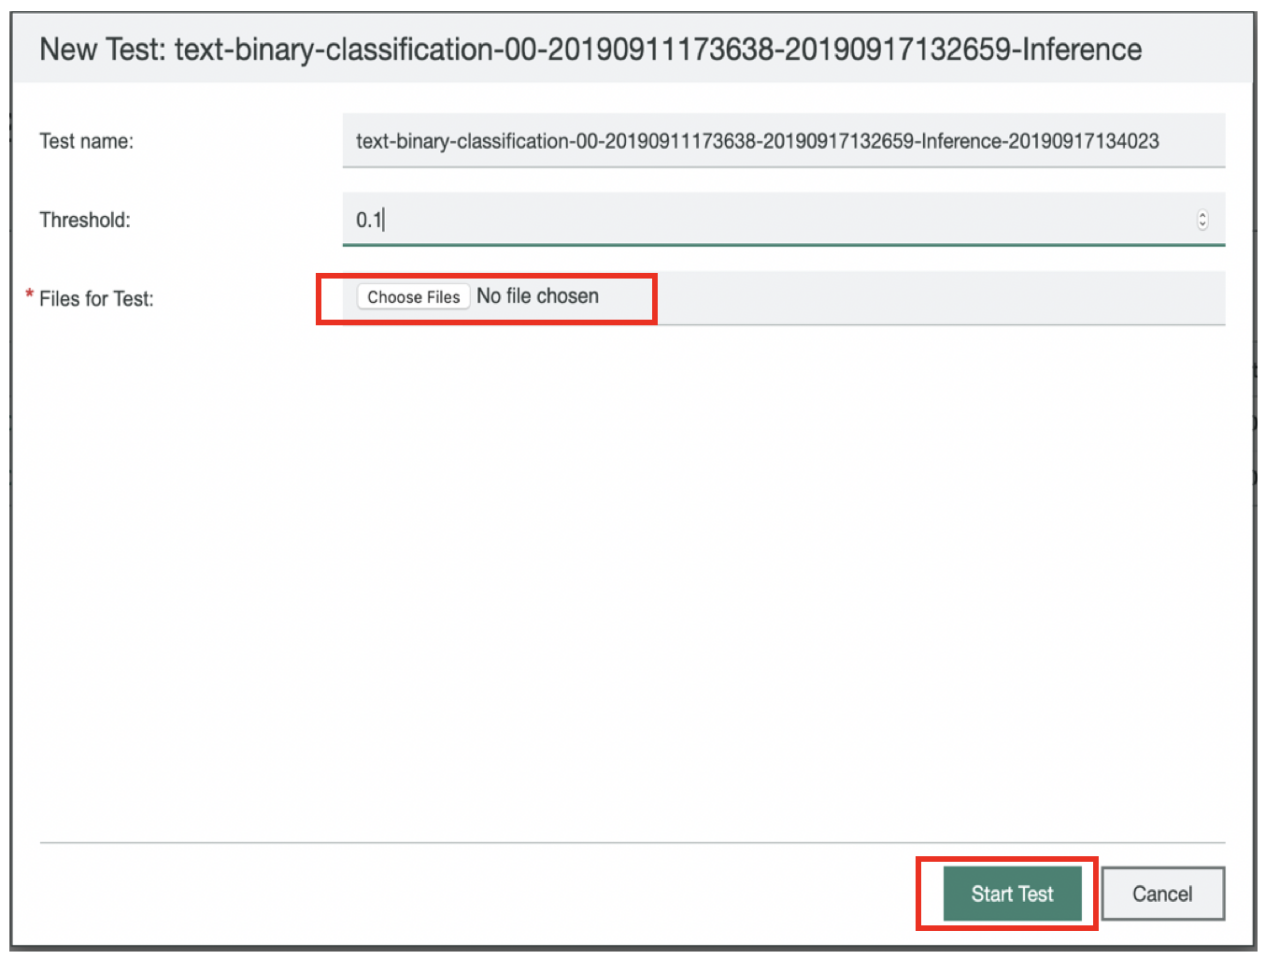 New Test: text-binary-classification-00-20190911173638-20190917132659-Inference
Test name: text-binary-classification-00-20190911173638-20190917132659-Inference-20190917134023
Threshold: 0.1
* Files for Test: Choose Files No file chosen
Start Test Cancel